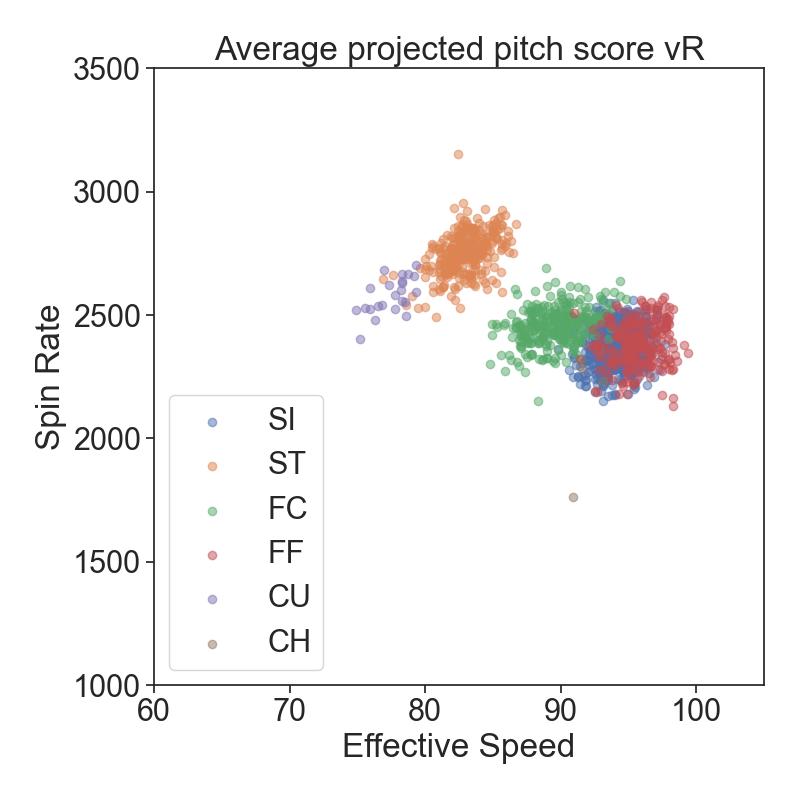 Average projected pitch score vR
3500
3000
2500
2000
1500
1000
Spin Rate
SI
ST
FC
FF
CU
CH
60
70
80
90
100
Effective Speed